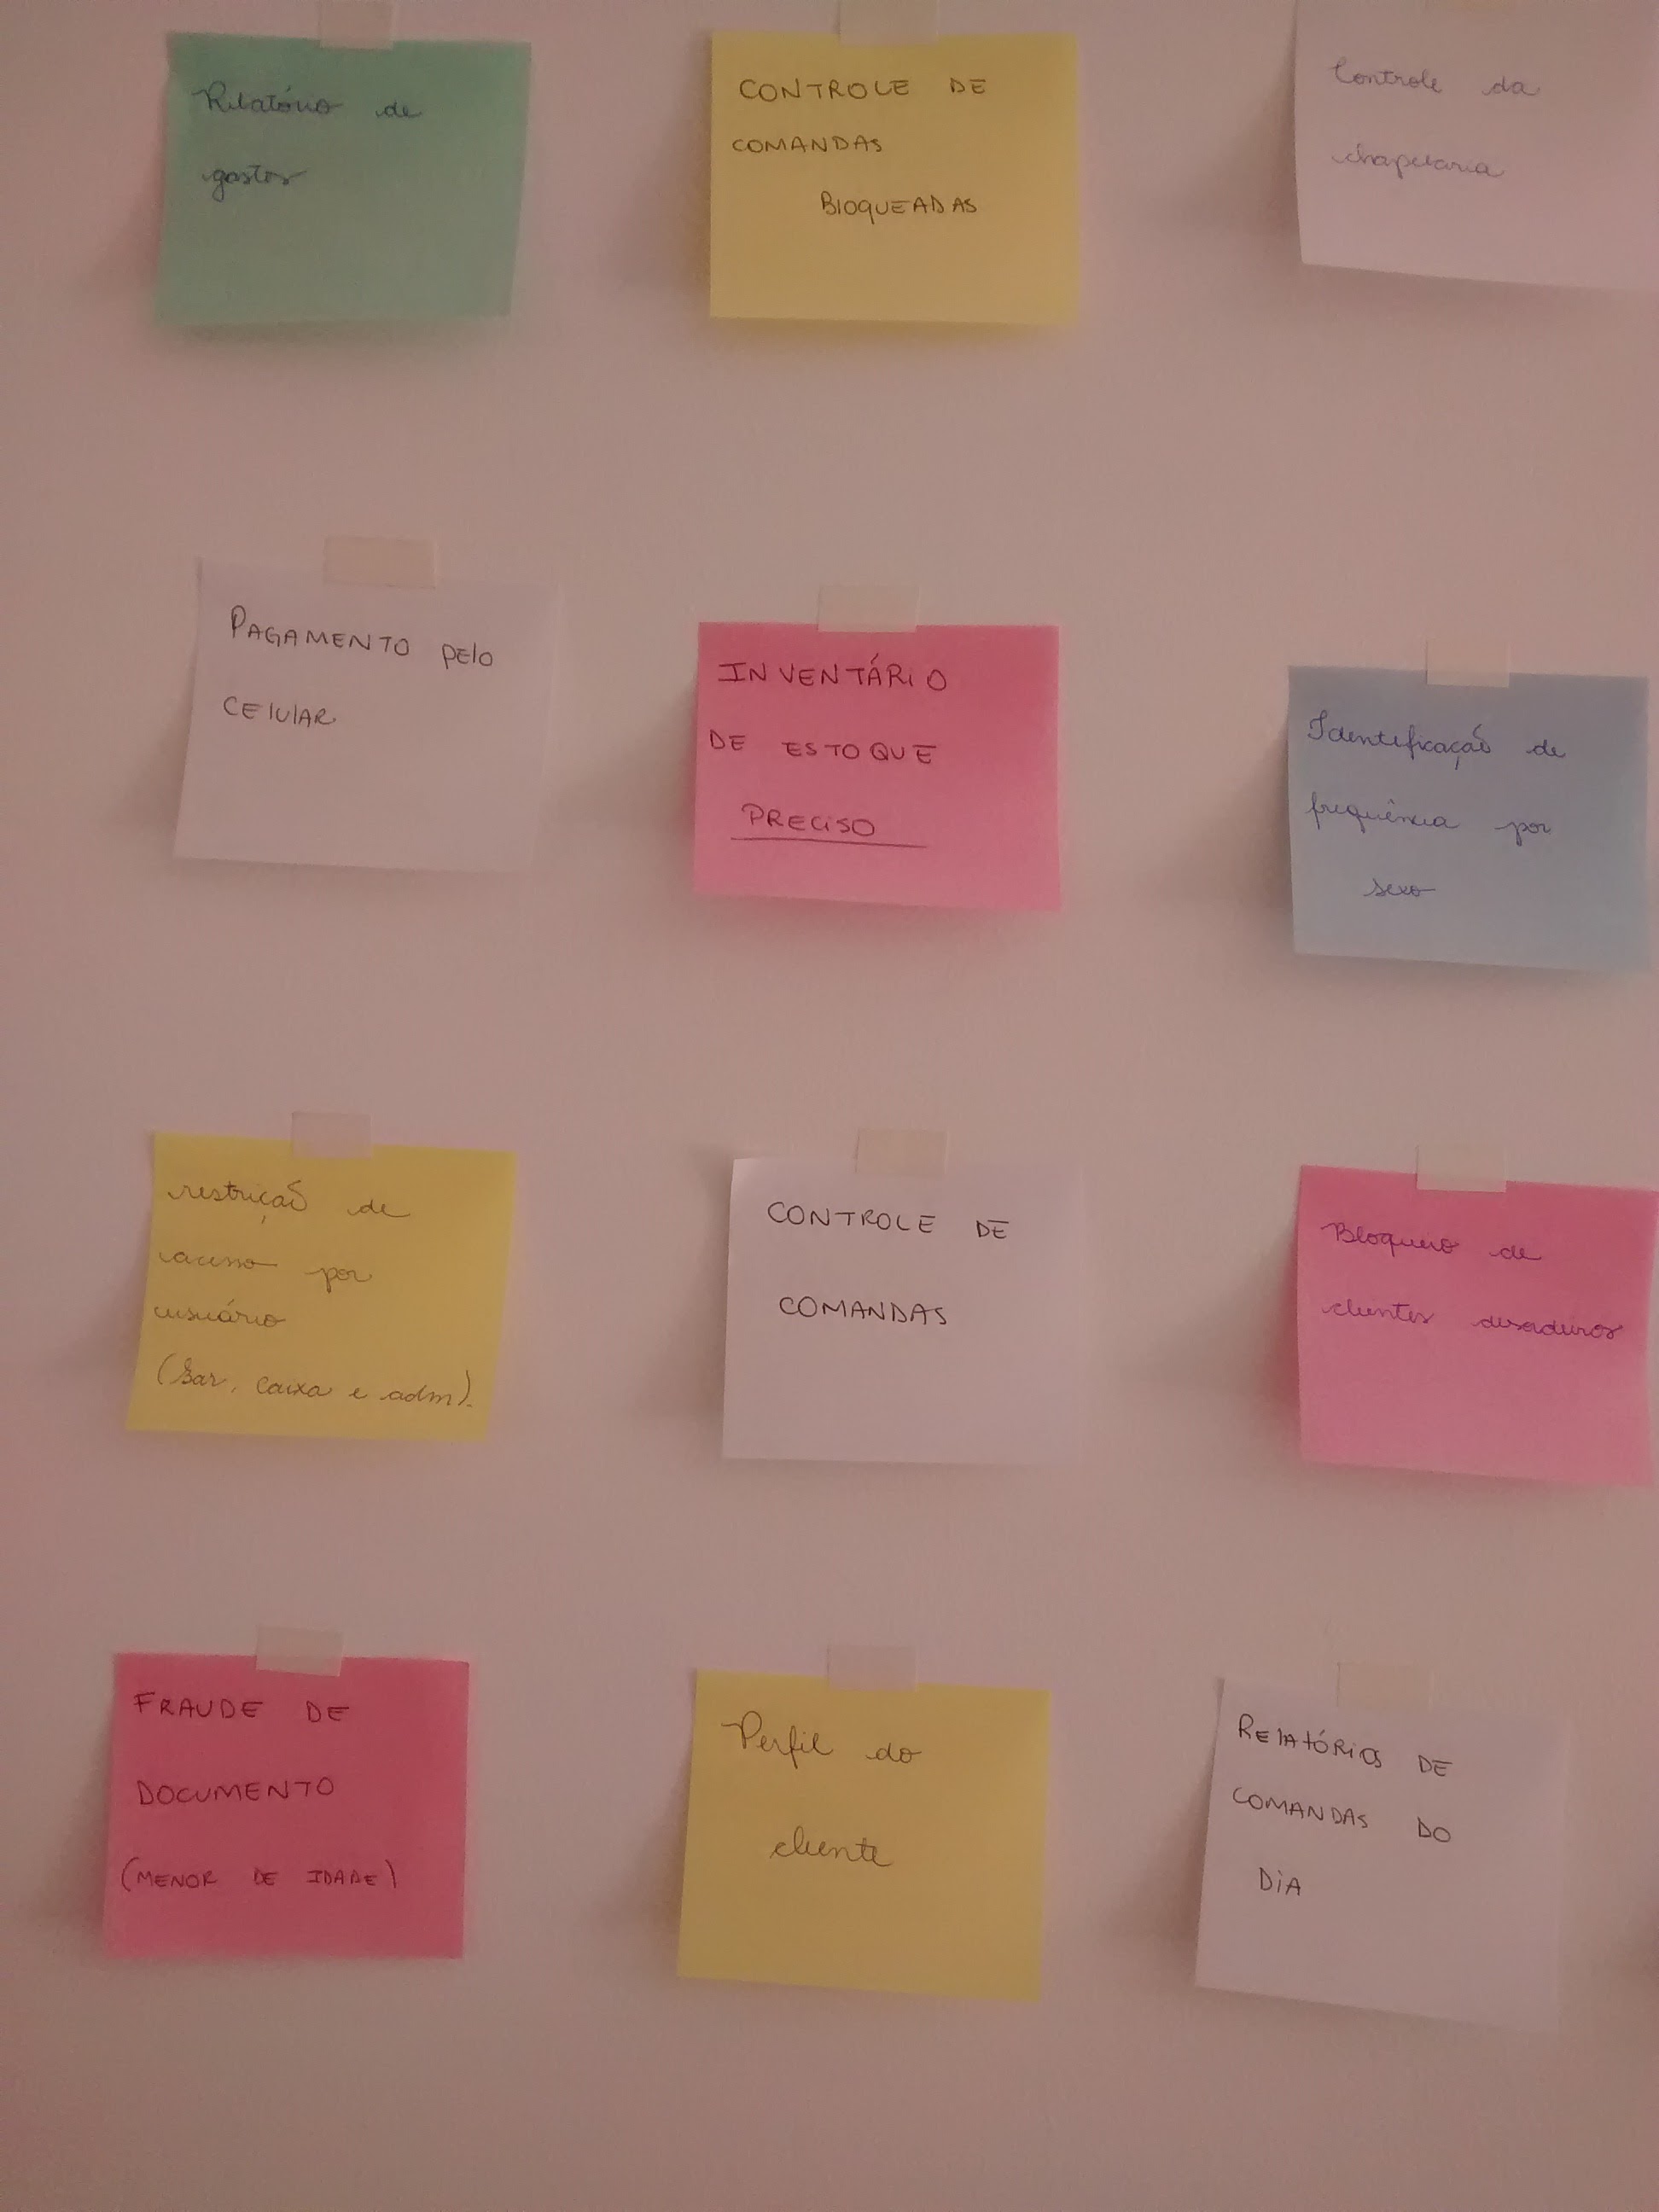 Relatório de
gastos
CONTROLE DE
COMANDAS
BLOQUEADAS
Controle da
chapelaria
PAGAMENTO PELO
CELULAR
INVENTÁRIO
DE ESTOQUE
PRECISO
Identificação de
frequência por
sexo
restrição de
acesso por
usuário
(Bar, caixa e adm).
CONTROLE DE
COMANDAS
Bloqueio de
clientes
FRAUDE DE
DOCUMENTO
(MENOR DE IDADE)
Perfil do
cliente
RELATÓRIOS DE
COMANDAS DO
DIA